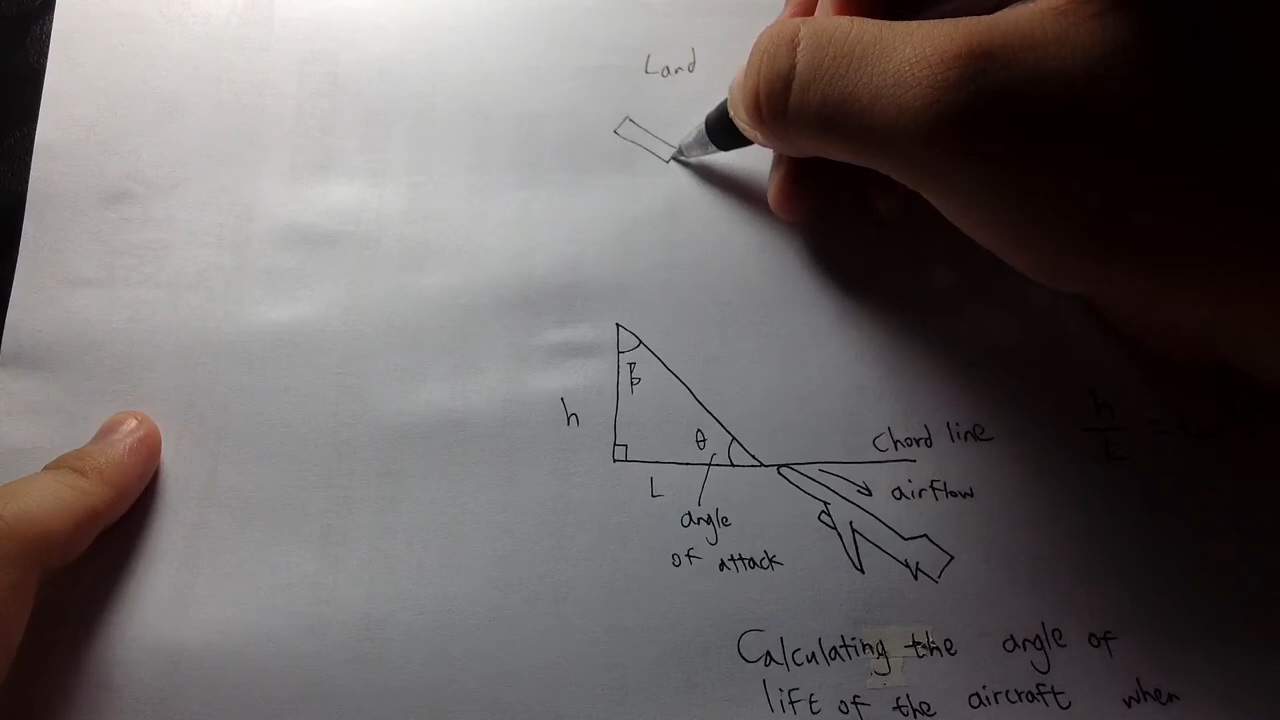 Land
β
h
θ
Chord line
h
L
L
airflow
angle
of attack
Calculating the angle of
lift of the aircraft when